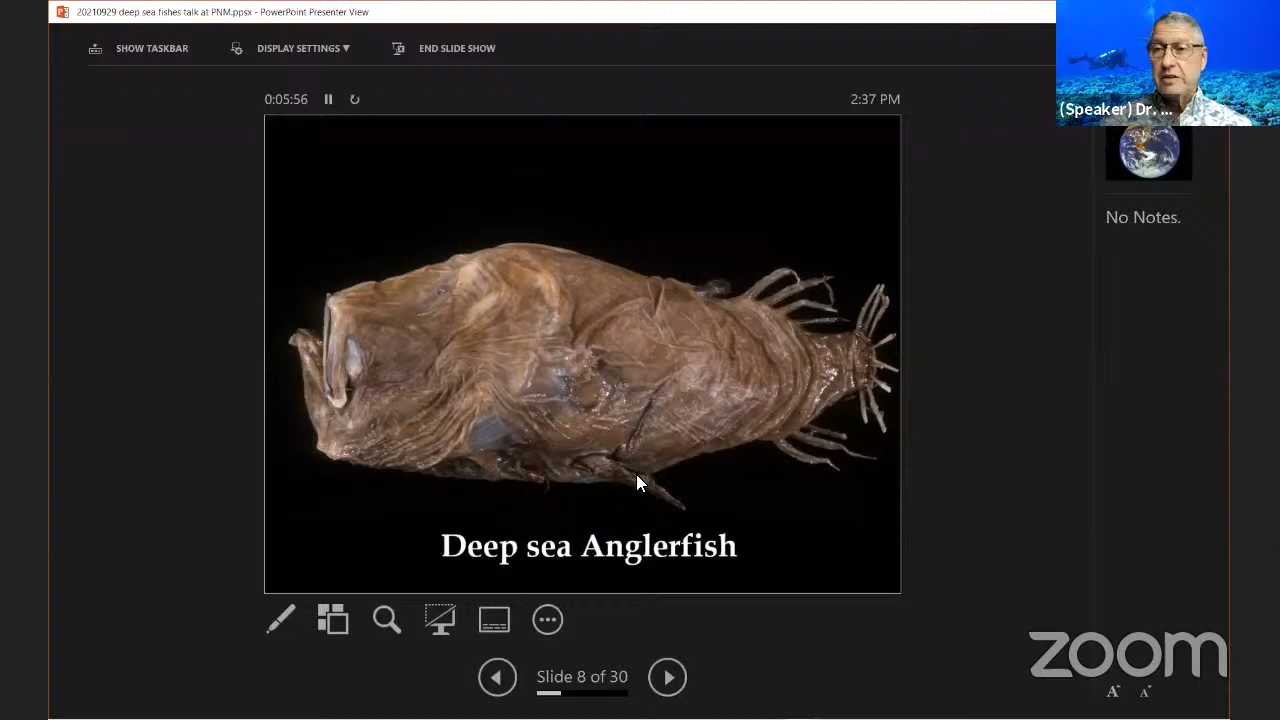 20210929 deep sea fishes talk at PNM.ppsx - PowerPoint Presenter View
SHOW TASKBAR
DISPLAY SETTINGS ▼
END SLIDE SHOW
0:05:56
2:37 PM
(Speaker) Dr. ...
No Notes.
Deep sea Anglerfish
Slide 8 of 30
zoom
A A